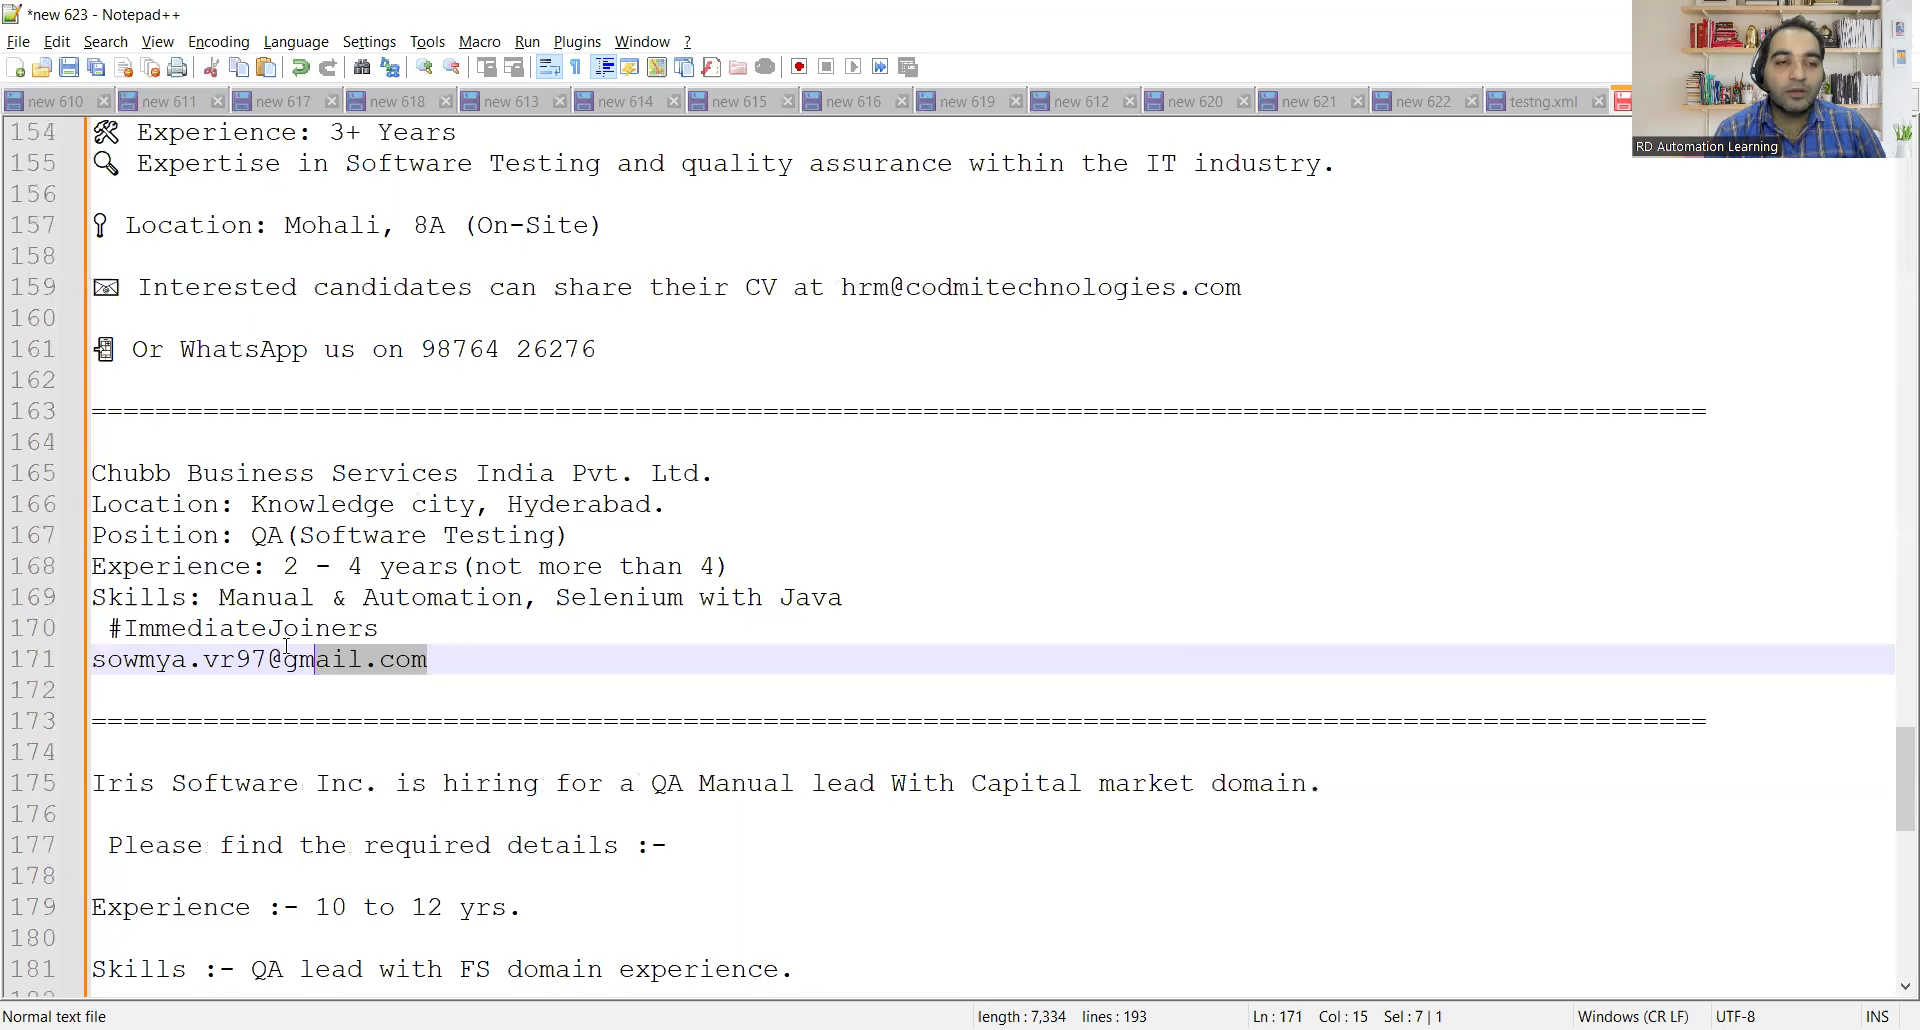 *new 623 - Notepad++
File Edit Search View Encoding Language Settings Tools Macro Run Plugins Window ?
new 610 new 611 new 617 new 618 new 613 new 614 new 615 new 616 new 619 new 612 new 620 new 621 new 622 testng.xml
RD Automation Learning
154 Experience: 3+ Years
155 Expertise in Software Testing and quality assurance within the IT industry.
156
157 Location: Mohali, 8A (On-Site)
158
159 Interested candidates can share their CV at hrm@codmitechnologies.com
160
161 Or WhatsApp us on 98764 26276
162
163 =====================================================================================================
164
165 Chubb Business Services India Pvt. Ltd.
166 Location: Knowledge city, Hyderabad.
167 Position: QA(Software Testing)
168 Experience: 2 - 4 years(not more than 4)
169 Skills: Manual & Automation, Selenium with Java
170 #ImmediateJoiners
171 sowmya.vr97@gmail.com
172
173 =====================================================================================================
174
175 Iris Software Inc. is hiring for a QA Manual lead With Capital market domain.
176
177 Please find the required details :-
178
179 Experience :- 10 to 12 yrs.
180
181 Skills :- QA lead with FS domain experience.
Normal text file length : 7,334 lines : 193 Ln : 171 Col : 15 Sel : 7 | 1 Windows (CR LF) UTF-8 INS